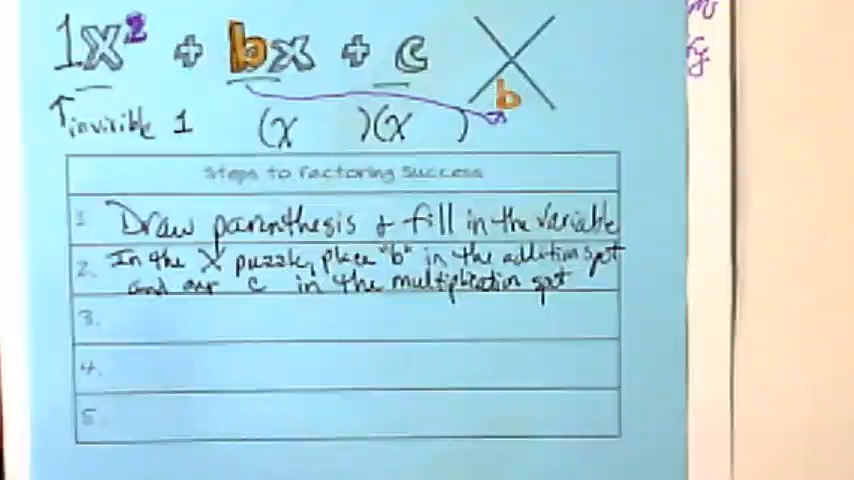 1x² + bx + c
b
invisible 1 (x )(x )
Steps to Factoring Success
1. Draw parenthesis & fill in the variable
2. In the X puzzle, place "b" in the addition spot
and our c in the multiplication spot
3.
4.
5.